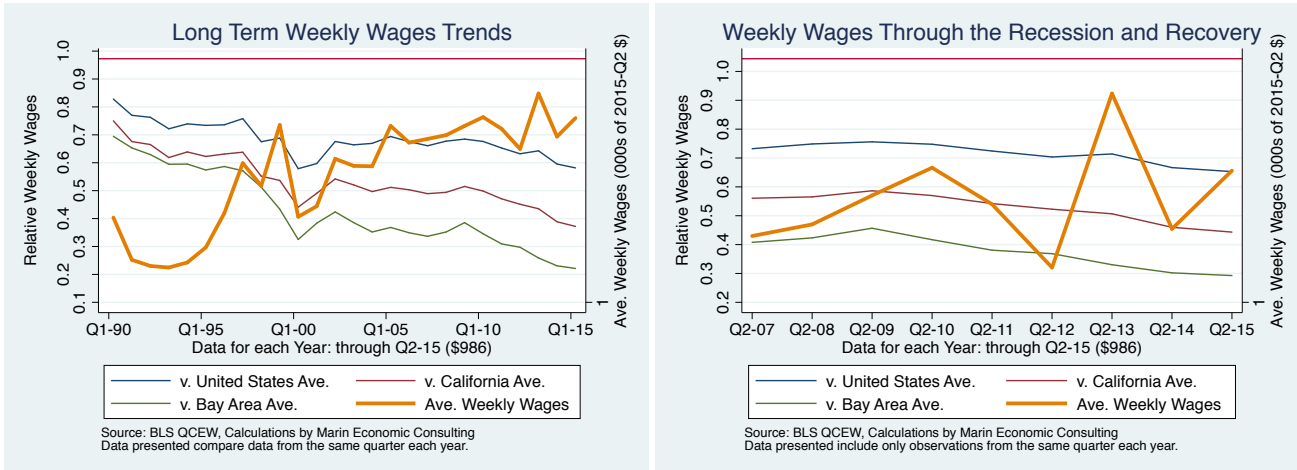 Long Term Weekly Wages Trends
Relative Weekly Wages
0.1 0.2 0.3 0.4 0.5 0.6 0.7 0.8 0.9 1.0
1
Ave. Weekly Wages (000s of 2015-Q2 $)
Q1-90 Q1-95 Q1-00 Q1-05 Q1-10 Q1-15
Data for each Year: through Q2-15 ($986)
v. United States Ave. v. California Ave.
v. Bay Area Ave. Ave. Weekly Wages
Source: BLS QCEW, Calculations by Marin Economic Consulting
Data presented compare data from the same quarter each year.
Weekly Wages Through the Recession and Recovery
Relative Weekly Wages
0.2 0.3 0.4 0.5 0.6 0.7 0.8 0.9 1.0
1
Ave. Weekly Wages (000s of 2015-Q2 $)
Q2-07 Q2-08 Q2-09 Q2-10 Q2-11 Q2-12 Q2-13 Q2-14 Q2-15
Data for each Year: through Q2-15 ($986)
v. United States Ave. v. California Ave.
v. Bay Area Ave. Ave. Weekly Wages
Source: BLS QCEW, Calculations by Marin Economic Consulting
Data presented include only observations from the same quarter each year.